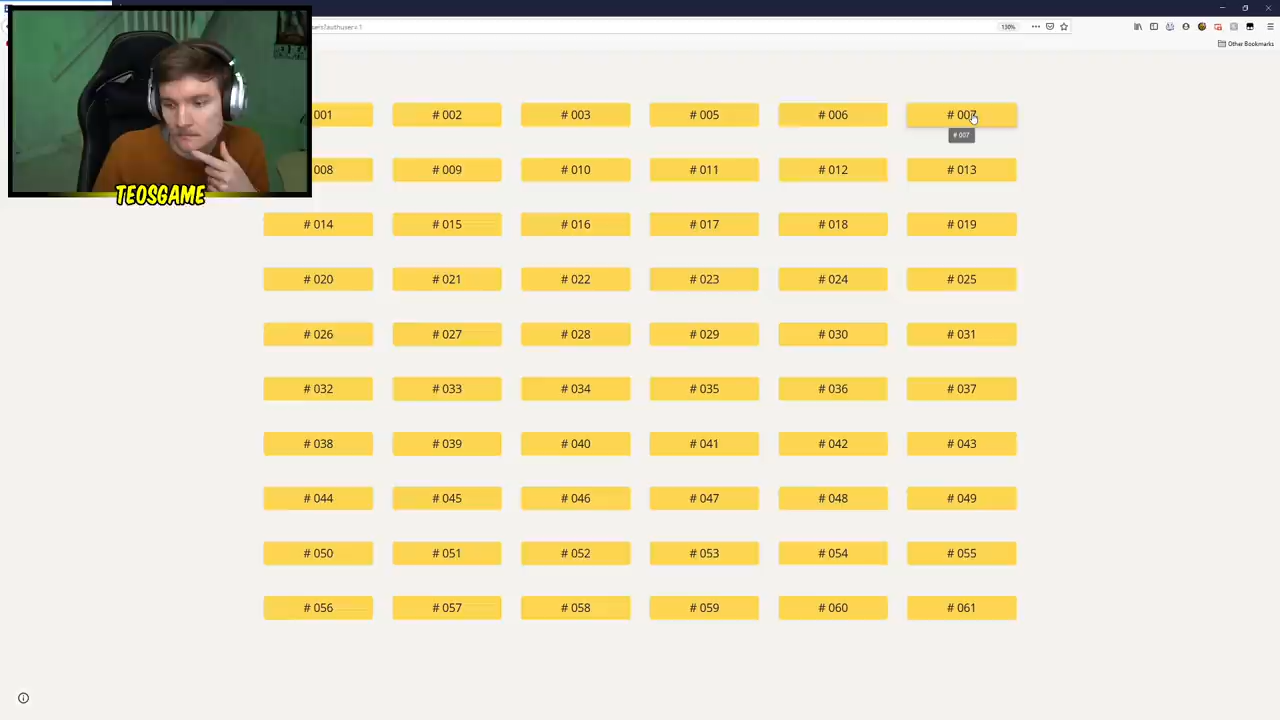 130%
Other Bookmarks
TEOSGAME
001 # 002 # 003 # 005 # 006 # 007
# 007
008 # 009 # 010 # 011 # 012 # 013
# 014 # 015 # 016 # 017 # 018 # 019
# 020 # 021 # 022 # 023 # 024 # 025
# 026 # 027 # 028 # 029 # 030 # 031
# 032 # 033 # 034 # 035 # 036 # 037
# 038 # 039 # 040 # 041 # 042 # 043
# 044 # 045 # 046 # 047 # 048 # 049
# 050 # 051 # 052 # 053 # 054 # 055
# 056 # 057 # 058 # 059 # 060 # 061